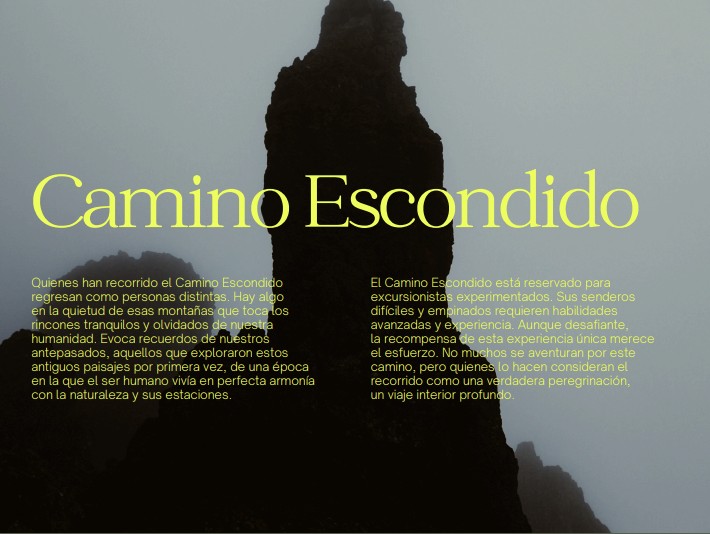 Camino Escondido
Quienes han recorrido el Camino Escondido
regresan como personas distintas. Hay algo
en la quietud de esas montañas que toca los
rincones tranquilos y olvidados de nuestra
humanidad. Evoca recuerdos de nuestros
antepasados, aquellos que exploraron estos
antiguos paisajes por primera vez, de una época
en la que el ser humano vivía en perfecta armonía
con la naturaleza y sus estaciones.
El Camino Escondido está reservado para
excursionistas experimentados. Sus senderos
difíciles y empinados requieren habilidades
avanzadas y experiencia. Aunque desafiante,
la recompensa de esta experiencia única merece
el esfuerzo. No muchos se aventuran por este
camino, pero quienes lo hacen consideran el
recorrido como una verdadera peregrinación,
un viaje interior profundo.